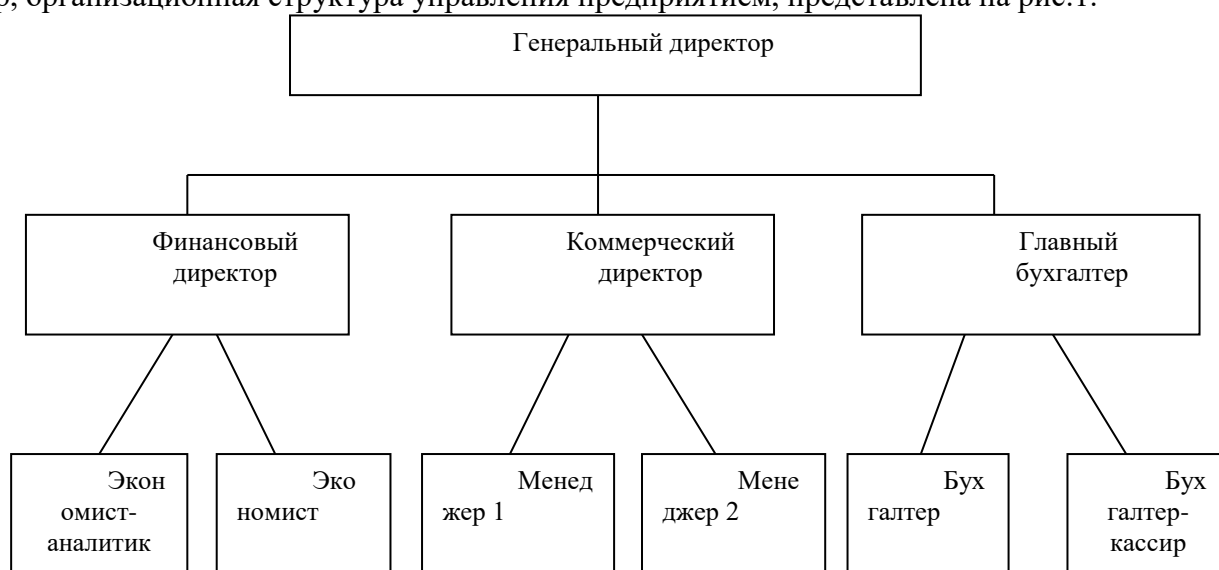 организационная структура управления предприятием, представлена на рис.1.
Генеральный директор
Финансовый
директор
Коммерческий
директор
Главный
бухгалтер
Экон
омист-
аналитик
Эко
номист
Менед
жер 1
Мене
джер 2
Бух
галтер
Бух
галтер-
кассир